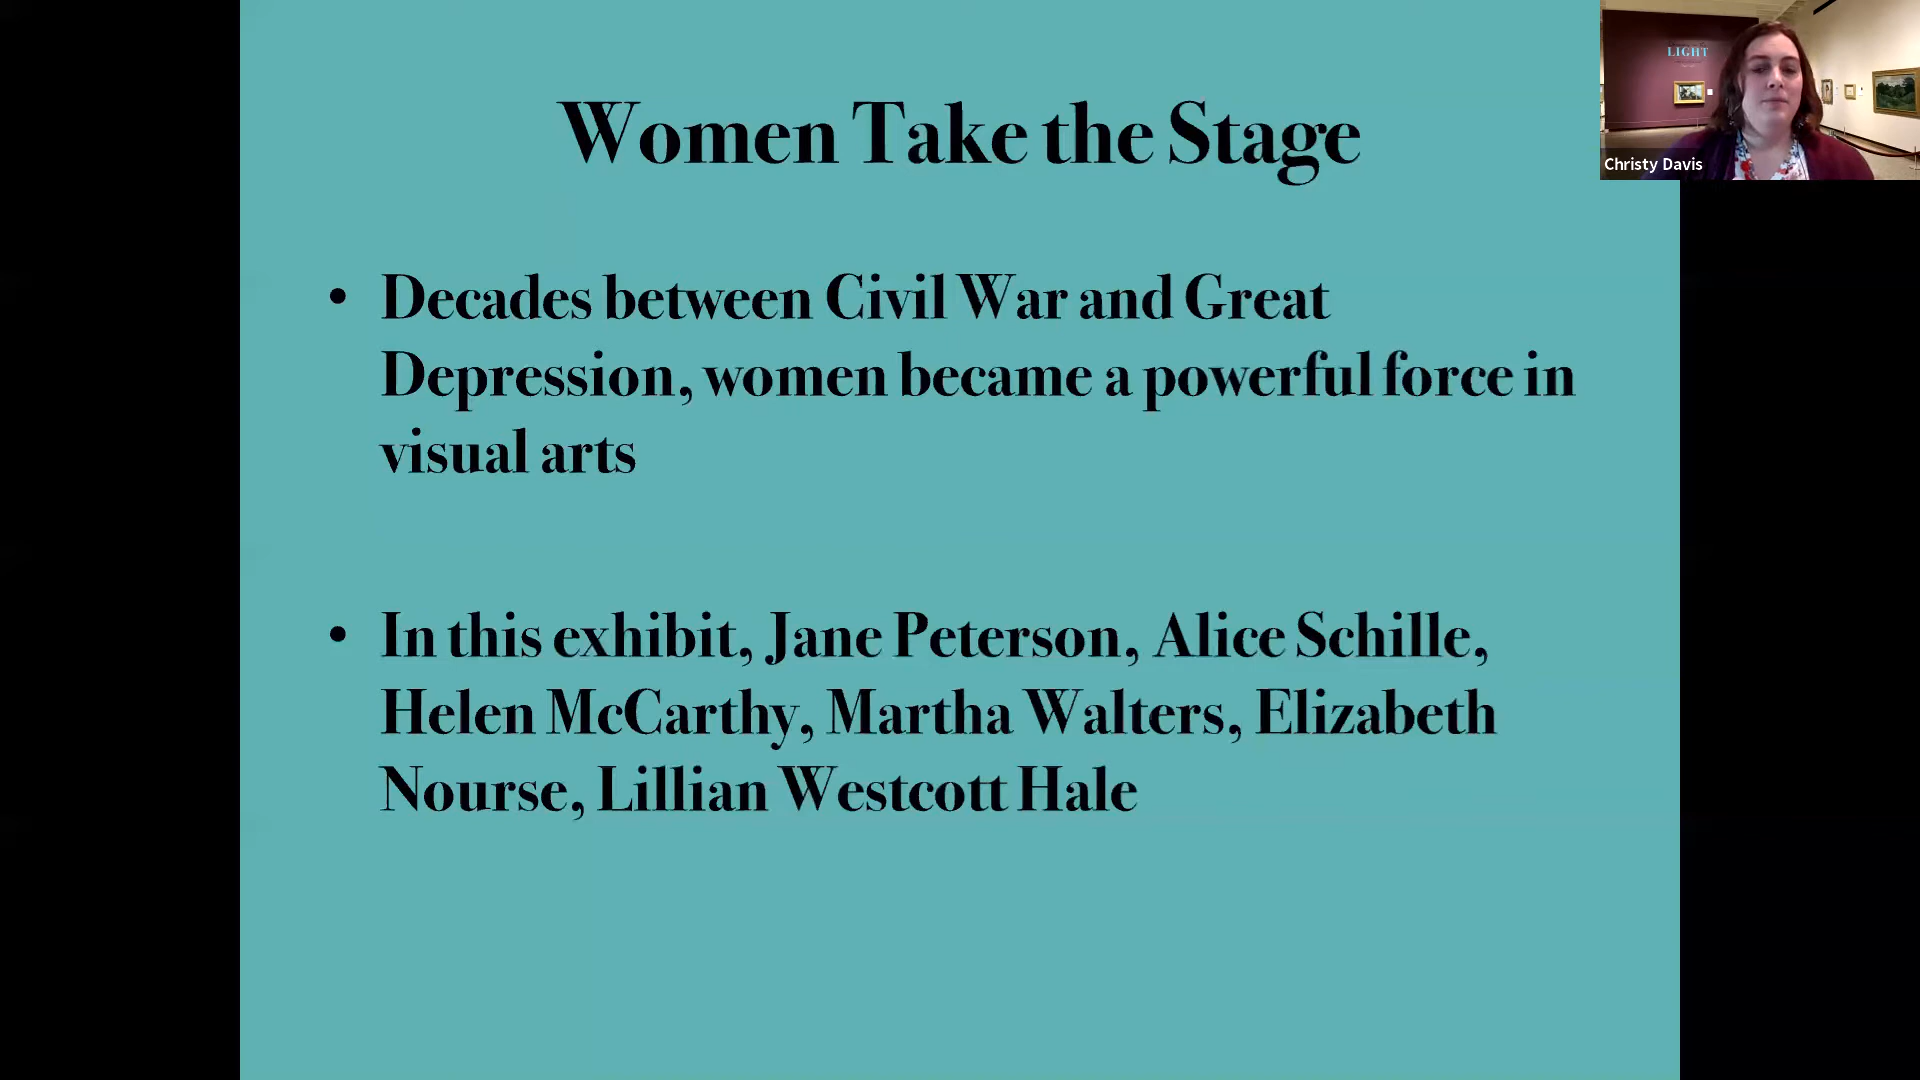 Women Take the Stage
LIGHT
Christy Davis
• Decades between Civil War and Great
Depression, women became a powerful force in
visual arts
• In this exhibit, Jane Peterson, Alice Schille,
Helen McCarthy, Martha Walters, Elizabeth
Nourse, Lillian Westcott Hale